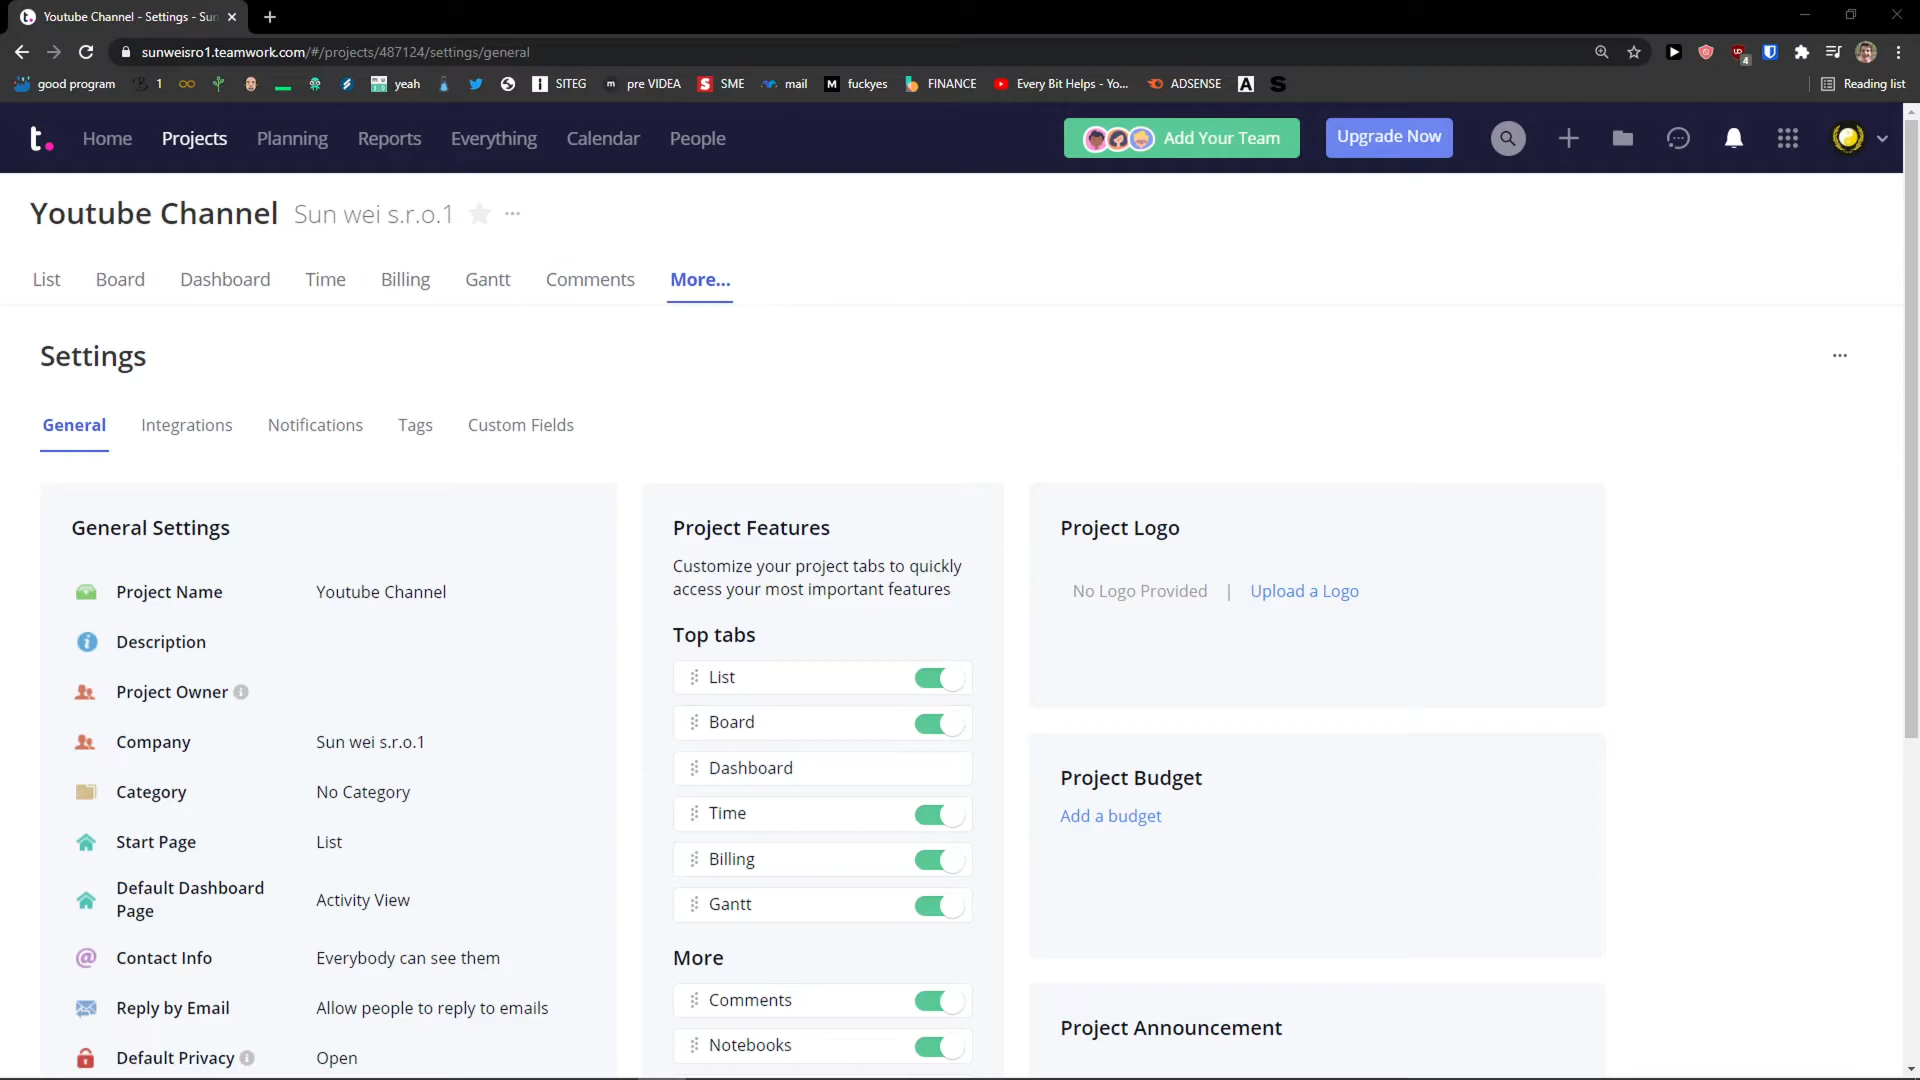 Youtube Channel - Settings - Sun
sunweisro1.teamwork.com/#/projects/487124/settings/general
good program 1 yeah SITEG pre VIDEA SME mail fuckyes FINANCE Every Bit Helps - Yo... ADSENSE Reading list
t. Home Projects Planning Reports Everything Calendar People Add Your Team Upgrade Now
Youtube Channel Sun wei s.r.o.1
List Board Dashboard Time Billing Gantt Comments More...
Settings
General Integrations Notifications Tags Custom Fields
General Settings
Project Name Youtube Channel
Description
Project Owner
Company Sun wei s.r.o.1
Category No Category
Start Page List
Default Dashboard Page Activity View
Contact Info Everybody can see them
Reply by Email Allow people to reply to emails
Default Privacy Open
Project Features
Customize your project tabs to quickly
access your most important features
Top tabs
List
Board
Dashboard
Time
Billing
Gantt
More
Comments
Notebooks
Project Logo
No Logo Provided | Upload a Logo
Project Budget
Add a budget
Project Announcement